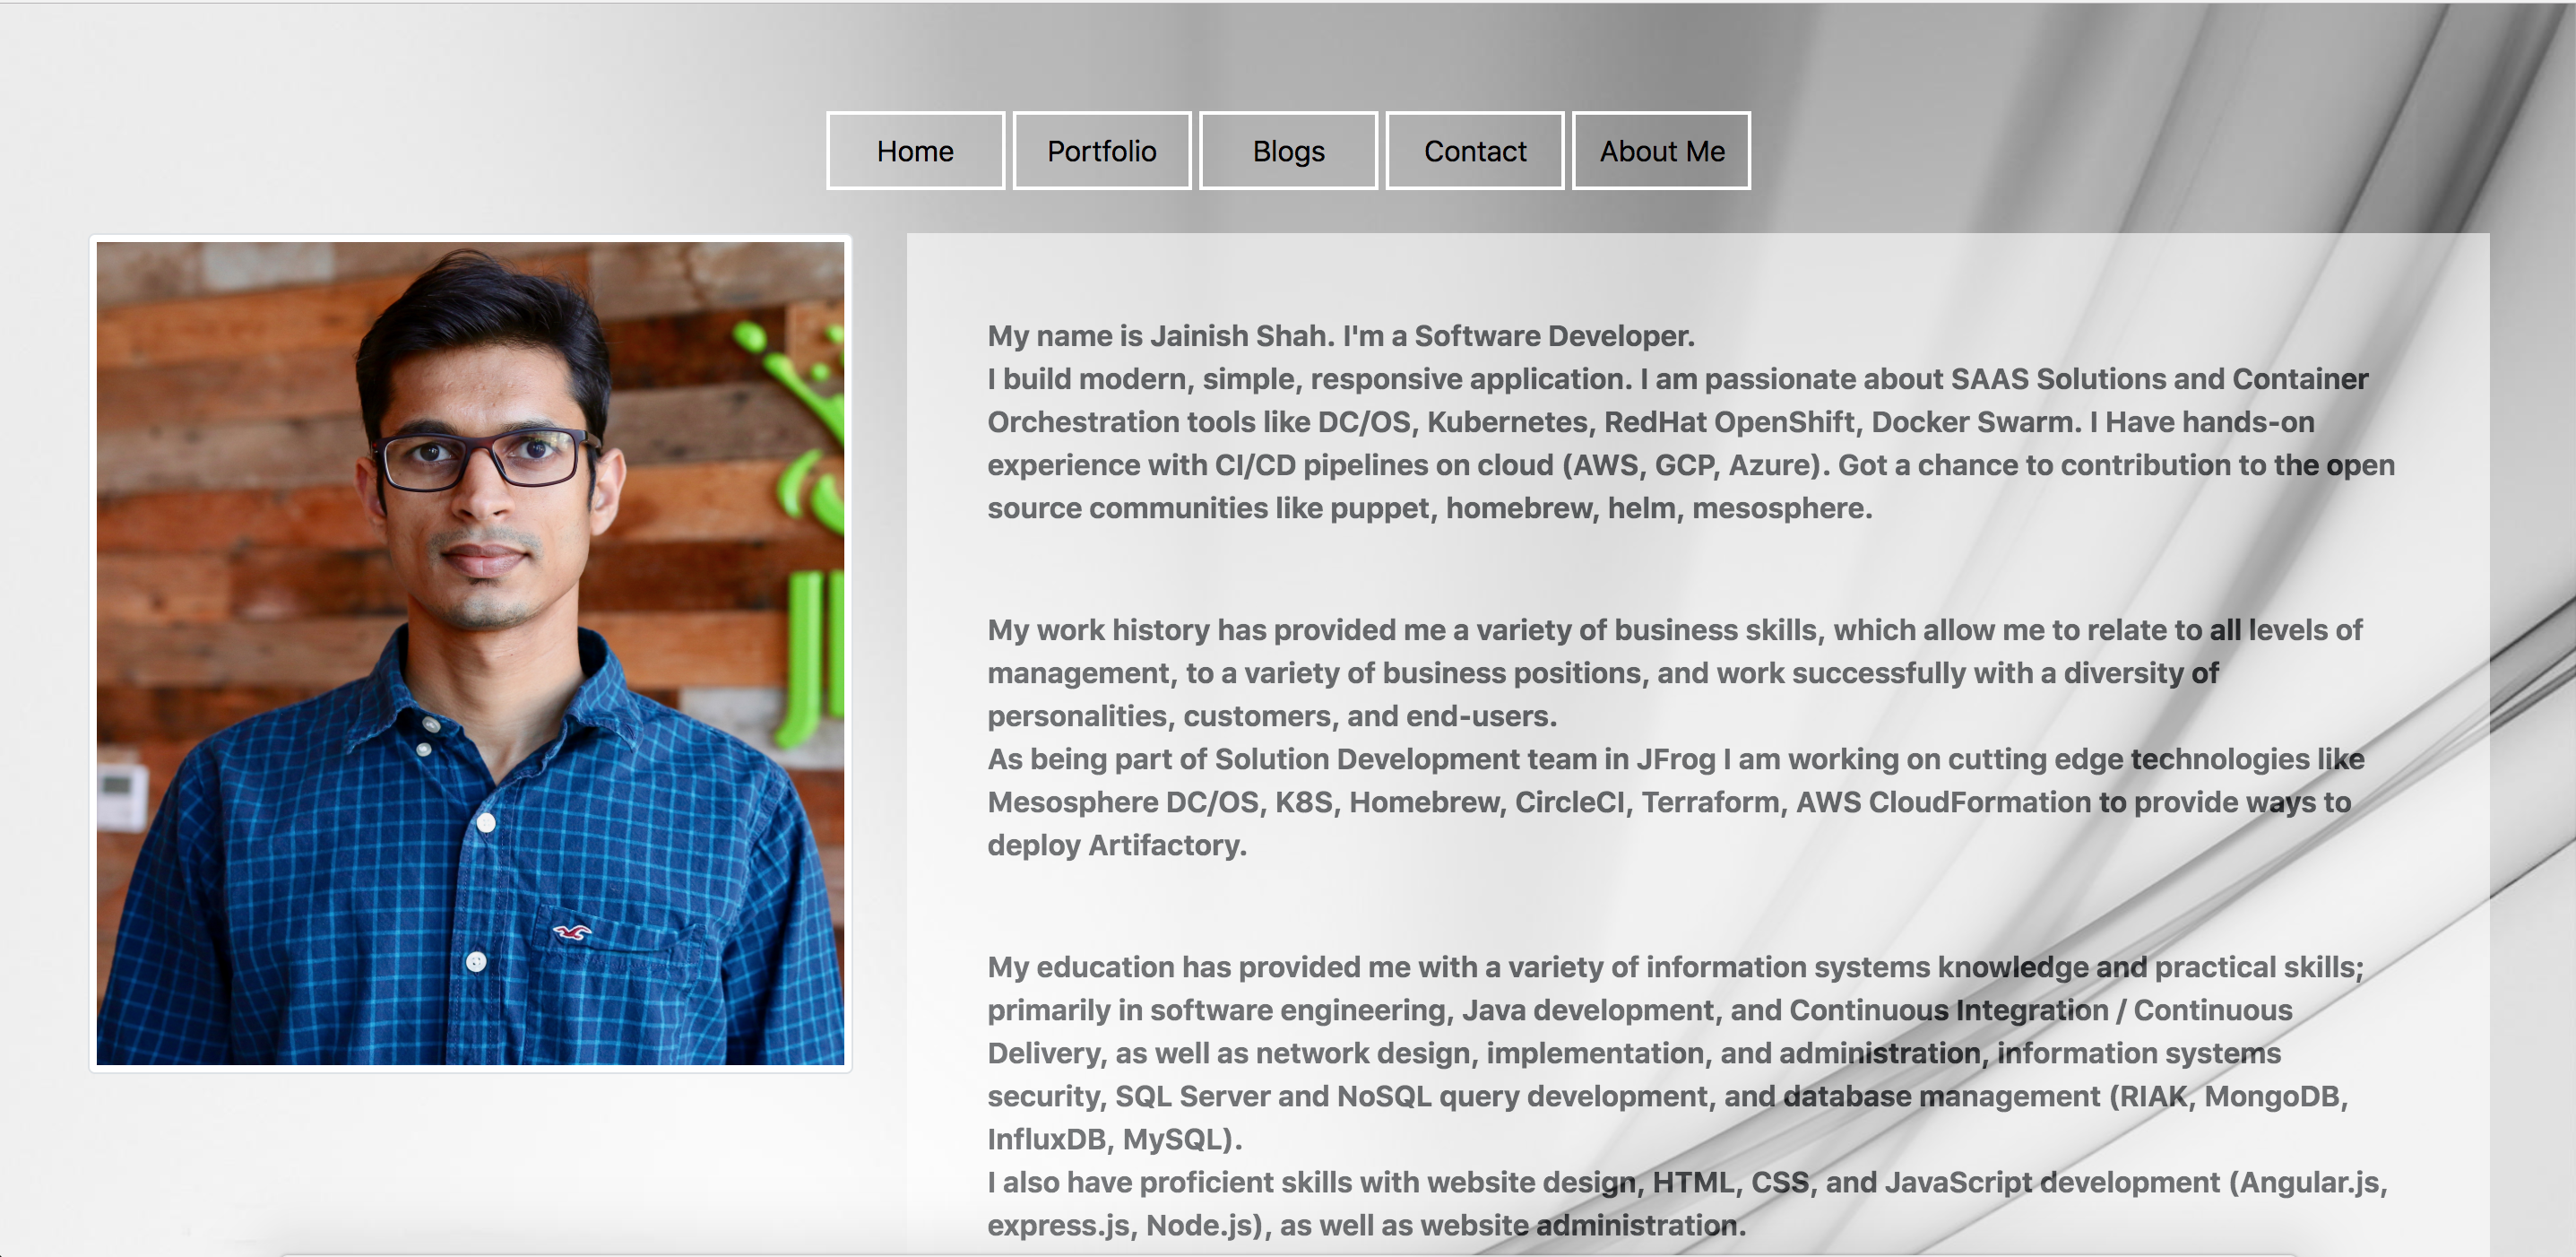 Home Portfolio Blogs Contact About Me
My name is Jainish Shah. I'm a Software Developer.
I build modern, simple, responsive application. I am passionate about SAAS Solutions and Container
Orchestration tools like DC/OS, Kubernetes, RedHat OpenShift, Docker Swarm. I Have hands-on
experience with CI/CD pipelines on cloud (AWS, GCP, Azure). Got a chance to contribution to the open
source communities like puppet, homebrew, helm, mesosphere.
My work history has provided me a variety of business skills, which allow me to relate to all levels of
management, to a variety of business positions, and work successfully with a diversity of
personalities, customers, and end-users.
As being part of Solution Development team in JFrog I am working on cutting edge technologies like
Mesosphere DC/OS, K8S, Homebrew, CircleCI, Terraform, AWS CloudFormation to provide ways to
deploy Artifactory.
My education has provided me with a variety of information systems knowledge and practical skills;
primarily in software engineering, Java development, and Continuous Integration / Continuous
Delivery, as well as network design, implementation, and administration, information systems
security, SQL Server and NoSQL query development, and database management (RIAK, MongoDB,
InfluxDB, MySQL).
I also have proficient skills with website design, HTML, CSS, and JavaScript development (Angular.js,
express.js, Node.js), as well as website administration.